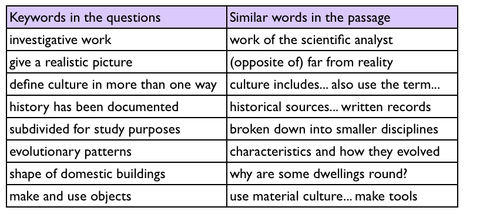 Keywords in the questions Similar words in the passage
investigative work work of the scientific analyst
give a realistic picture (opposite of) far from reality
define culture in more than one way culture includes... also use the term...
history has been documented historical sources... written records
subdivided for study purposes broken down into smaller disciplines
evolutionary patterns characteristics and how they evolved
shape of domestic buildings why are some dwellings round?
make and use objects use material culture... make tools